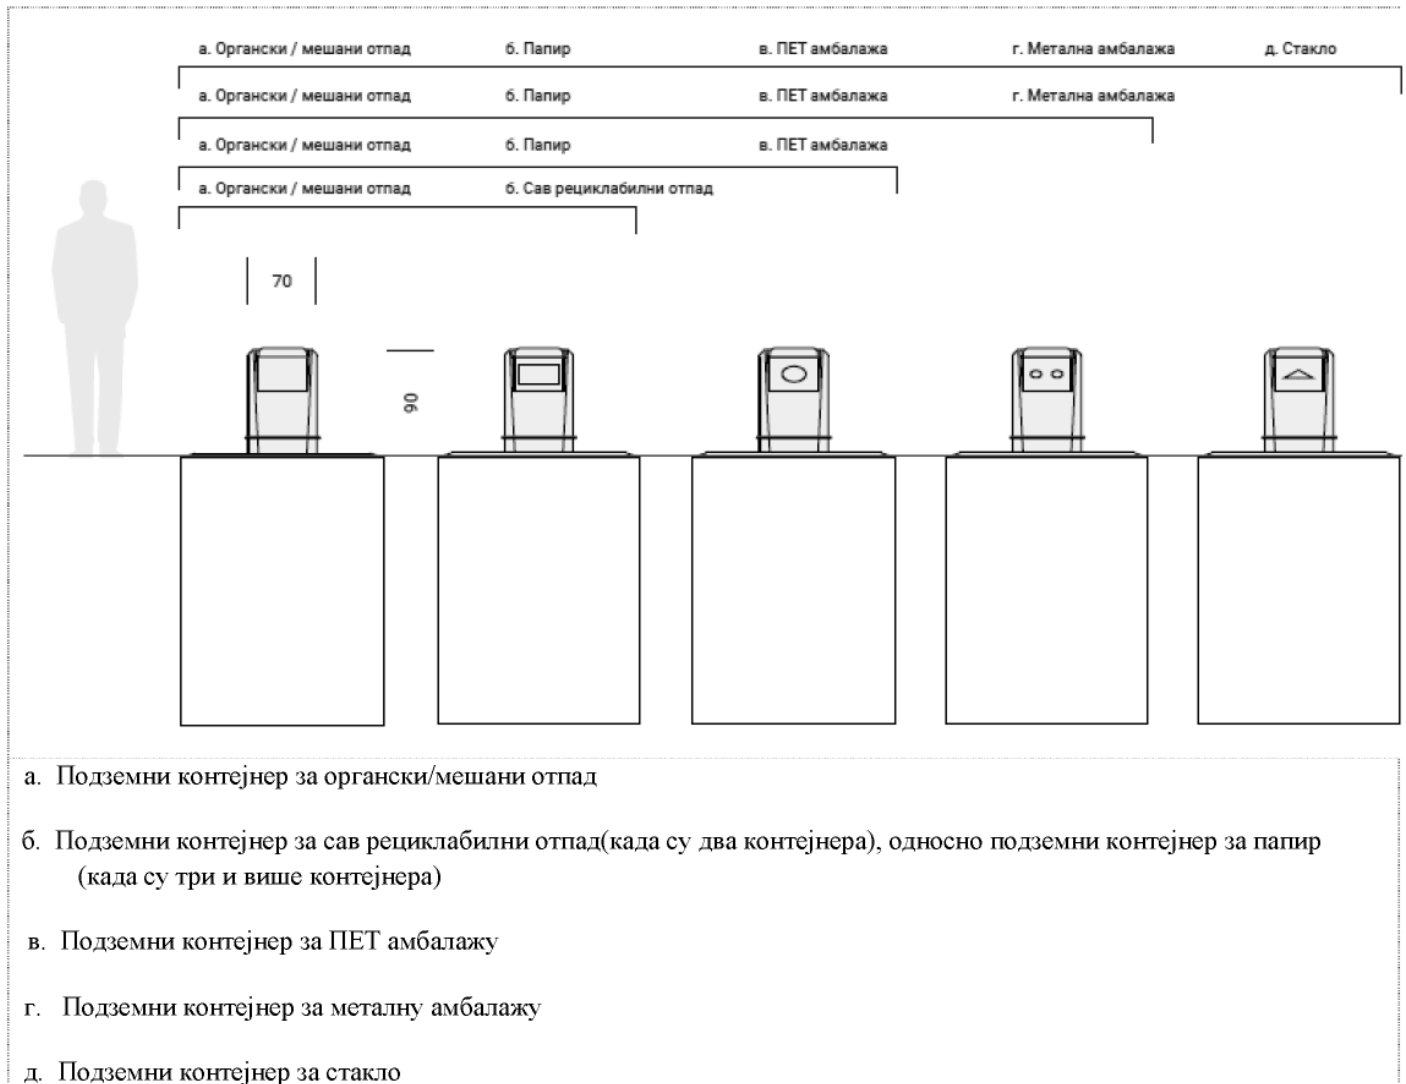 а. Органски / мешани отпад б. Папир в. ПЕТ амбалажа г. Метална амбалажа д. Стакло
а. Органски / мешани отпад б. Папир в. ПЕТ амбалажа г. Метална амбалажа
а. Органски / мешани отпад б. Папир в. ПЕТ амбалажа
а. Органски / мешани отпад б. Сав рециклабилни отпад
70
90
а. Подземни контејнер за органски/мешани отпад
б. Подземни контејнер за сав рециклабилни отпад(када су два контејнера), односно подземни контејнер за папир
(када су три и више контејнера)
в. Подземни контејнер за ПЕТ амбалажу
г. Подземни контејнер за металну амбалажу
д. Подземни контејнер за стакло